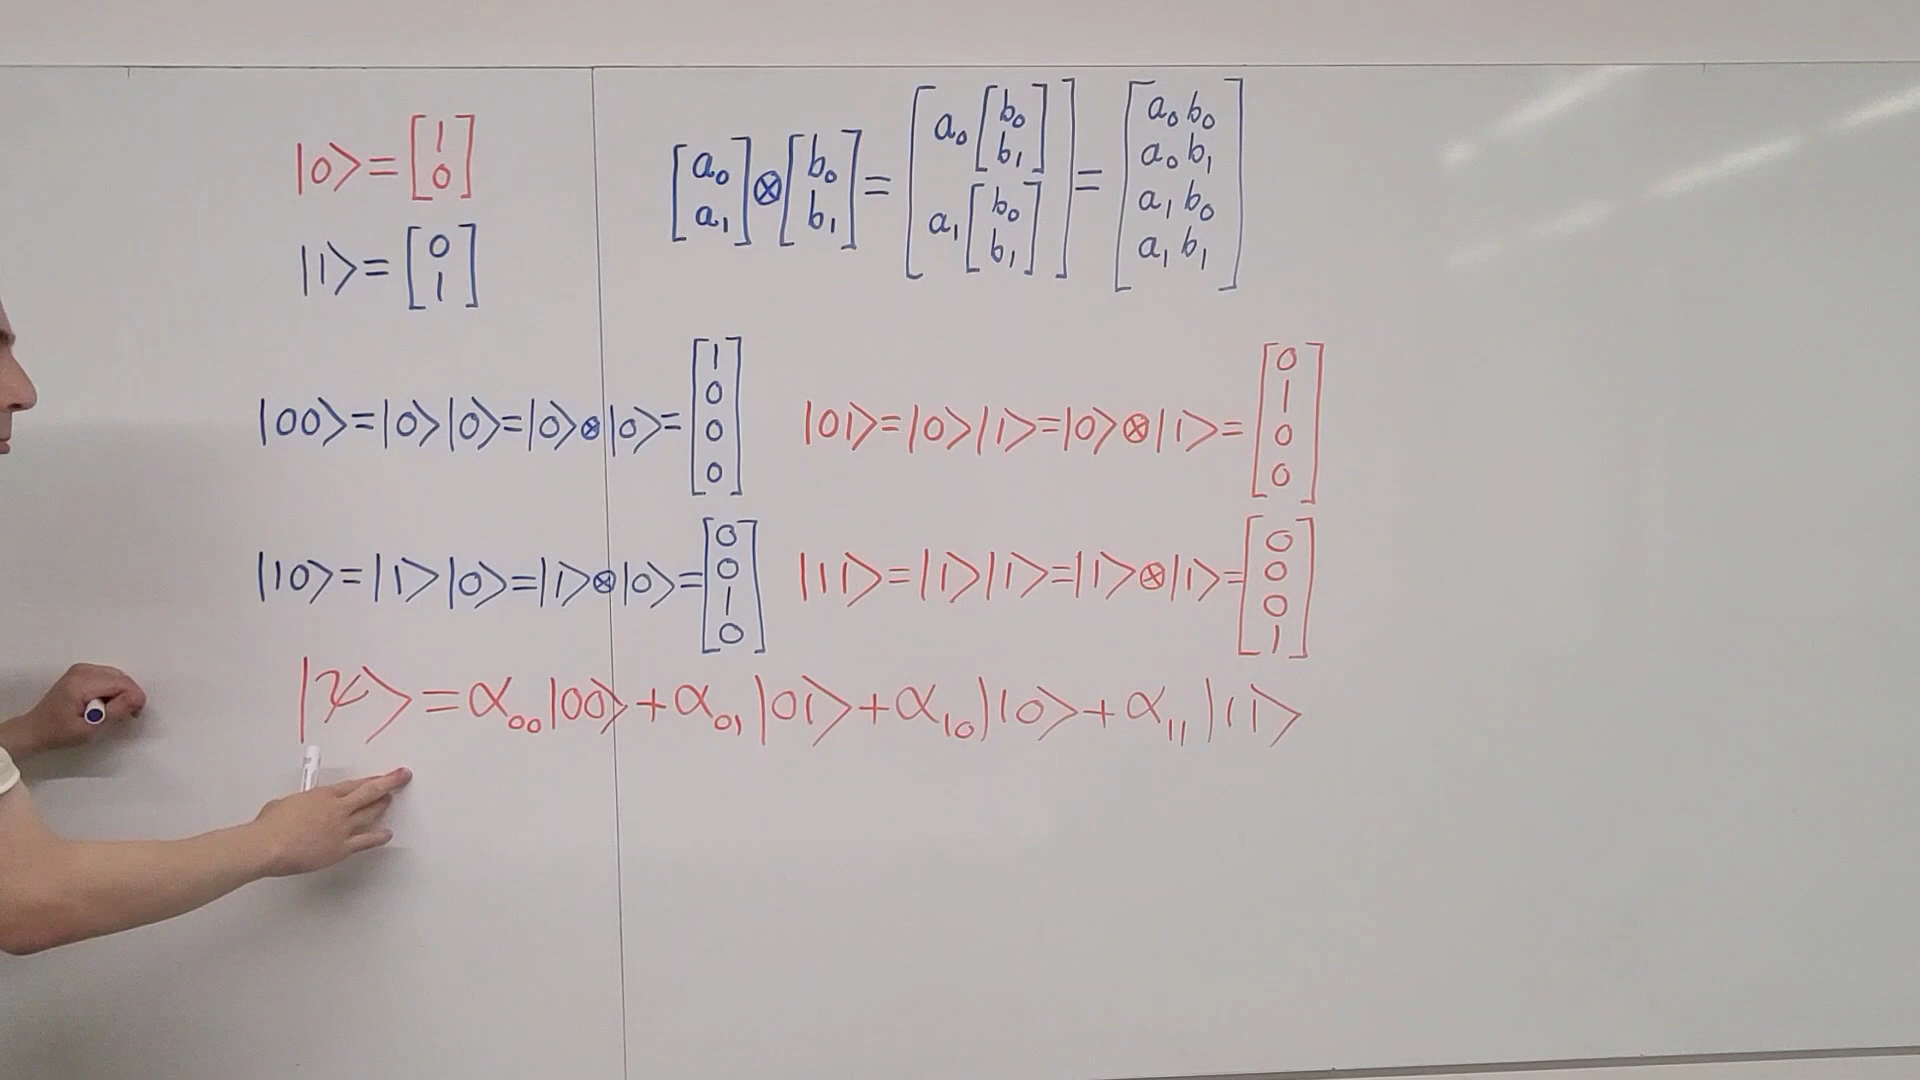 |0⟩=[1 0]
|1⟩=[0 1]
[a₀ a₁]⊗[b₀ b₁]=[a₀[b₀ b₁] a₁[b₀ b₁]]=[a₀b₀ a₀b₁ a₁b₀ a₁b₁]
|00⟩=|0⟩|0⟩=|0⟩⊗|0⟩=[1 0 0 0]
|01⟩=|0⟩|1⟩=|0⟩⊗|1⟩=[0 1 0 0]
|10⟩=|1⟩|0⟩=|1⟩⊗|0⟩=[0 0 1 0]
|11⟩=|1⟩|1⟩=|1⟩⊗|1⟩=[0 0 0 1]
|ψ⟩=α₀₀|00⟩+α₀₁|01⟩+α₁₀|10⟩+α₁₁|11⟩